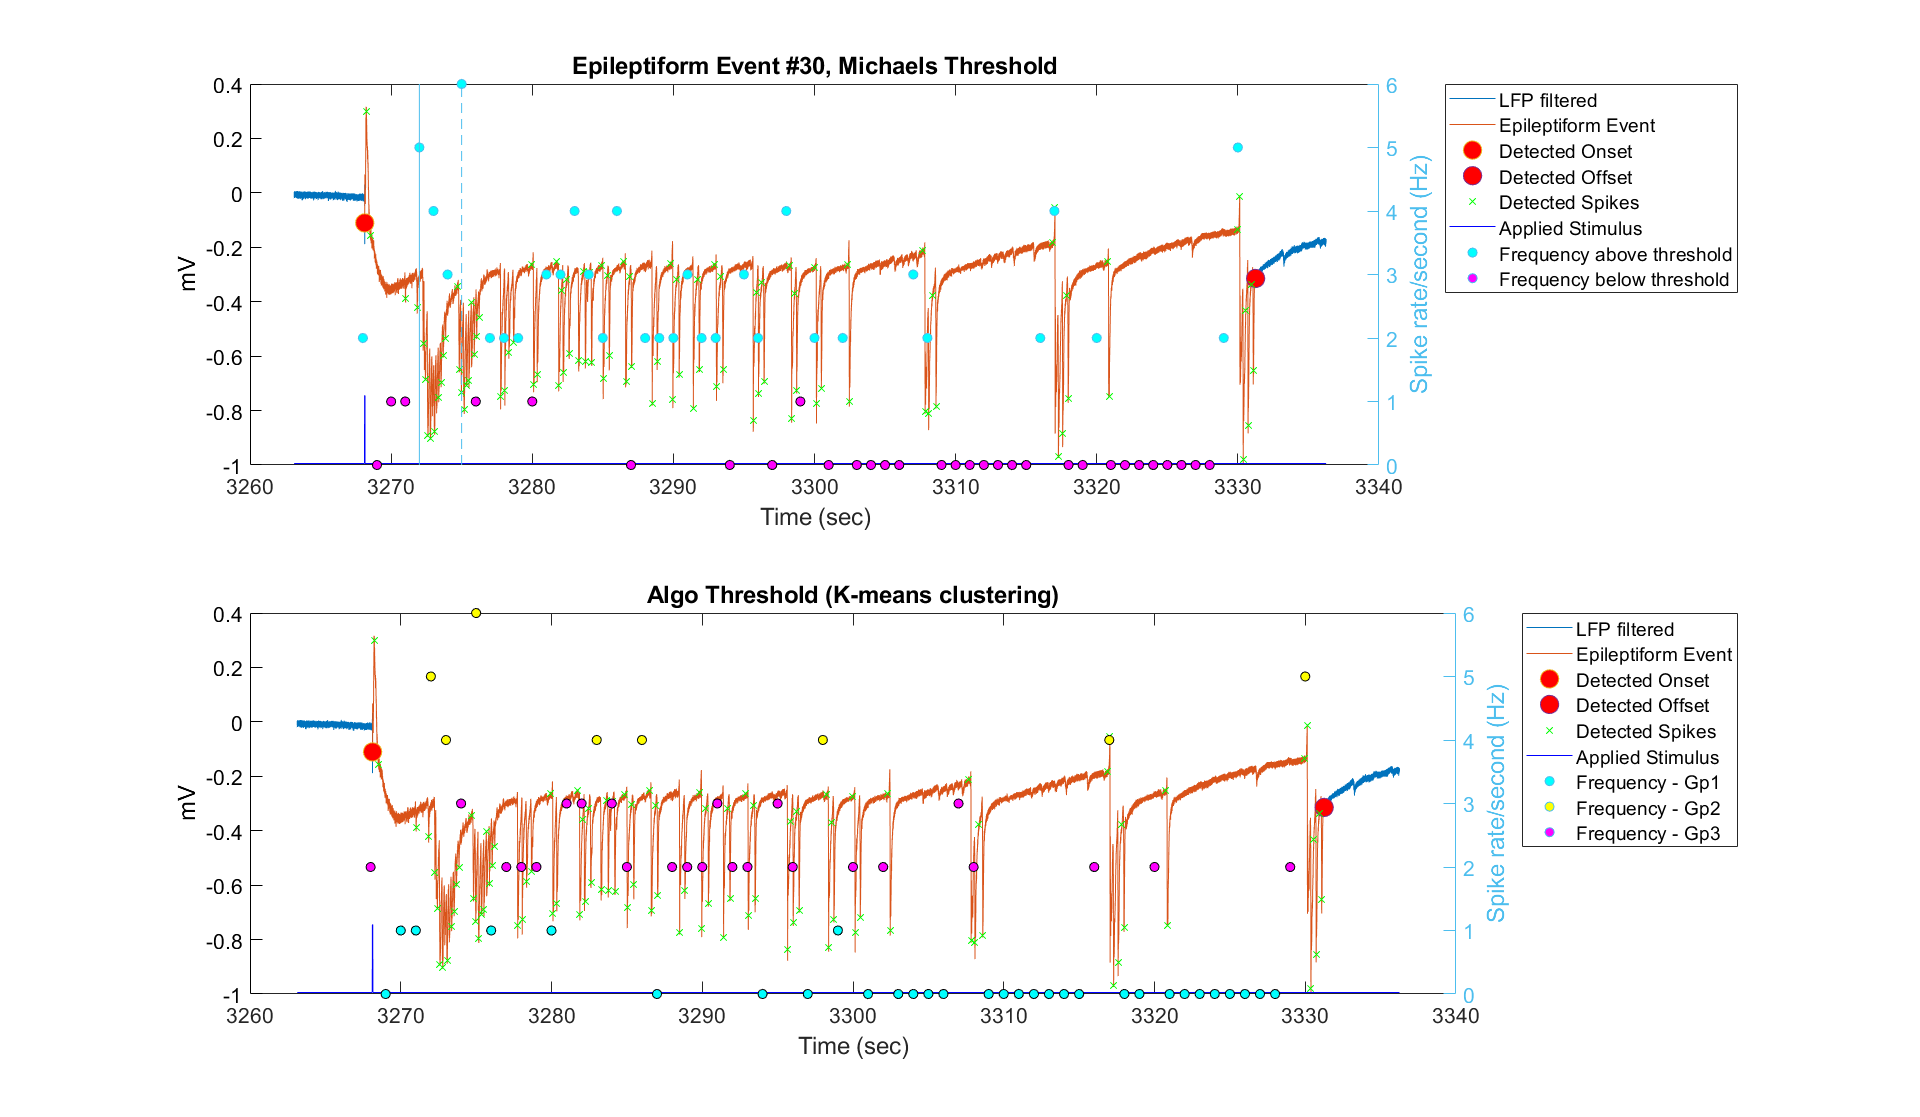 Epileptiform Event #30, Michaels Threshold
0.4
0.2
0
-0.2
-0.4
-0.6
-0.8
-1
mV
3260
3270
3280
3290
3300
3310
3320
3330
3340
Time (sec)
6
5
4
3
2
1
0
Spike rate/second (Hz)
LFP filtered
Epileptiform Event
Detected Onset
Detected Offset
Detected Spikes
Applied Stimulus
Frequency above threshold
Frequency below threshold
Algo Threshold (K-means clustering)
0.4
0.2
0
-0.2
-0.4
-0.6
-0.8
-1
mV
3260
3270
3280
3290
3300
3310
3320
3330
3340
Time (sec)
6
5
4
3
2
1
0
Spike rate/second (Hz)
LFP filtered
Epileptiform Event
Detected Onset
Detected Offset
Detected Spikes
Applied Stimulus
Frequency - Gp1
Frequency - Gp2
Frequency - Gp3